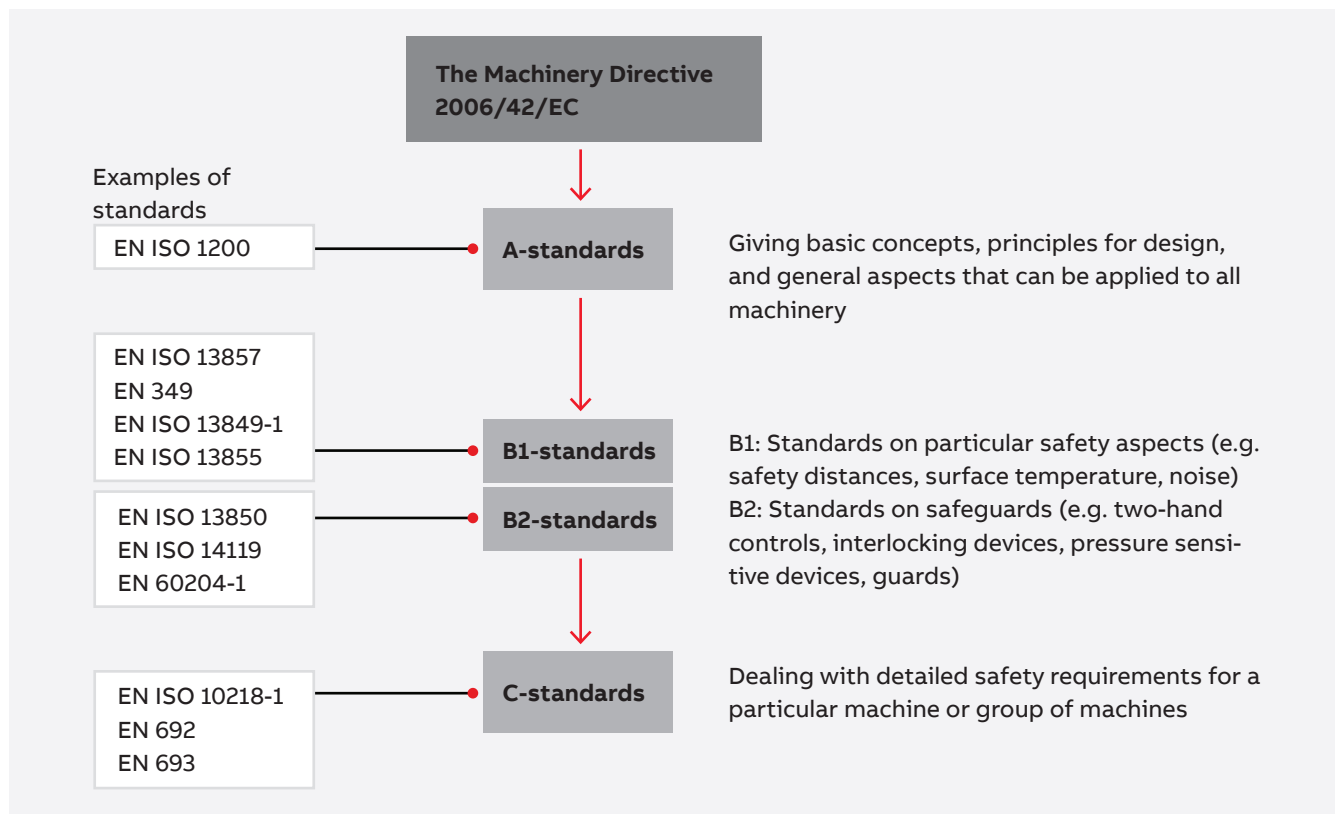 The Machinery Directive
2006/42/EC
Examples of
standards
EN ISO 1200
A-standards
Giving basic concepts, principles for design,
and general aspects that can be applied to all
machinery
EN ISO 13857
EN 349
EN ISO 13849-1
EN ISO 13855
B1-standards
B1: Standards on particular safety aspects (e.g.
safety distances, surface temperature, noise)
EN ISO 13850
EN ISO 14119
EN 60204-1
B2-standards
B2: Standards on safeguards (e.g. two-hand
controls, interlocking devices, pressure sensi-
tive devices, guards)
EN ISO 10218-1
EN 692
EN 693
C-standards
Dealing with detailed safety requirements for a
particular machine or group of machines